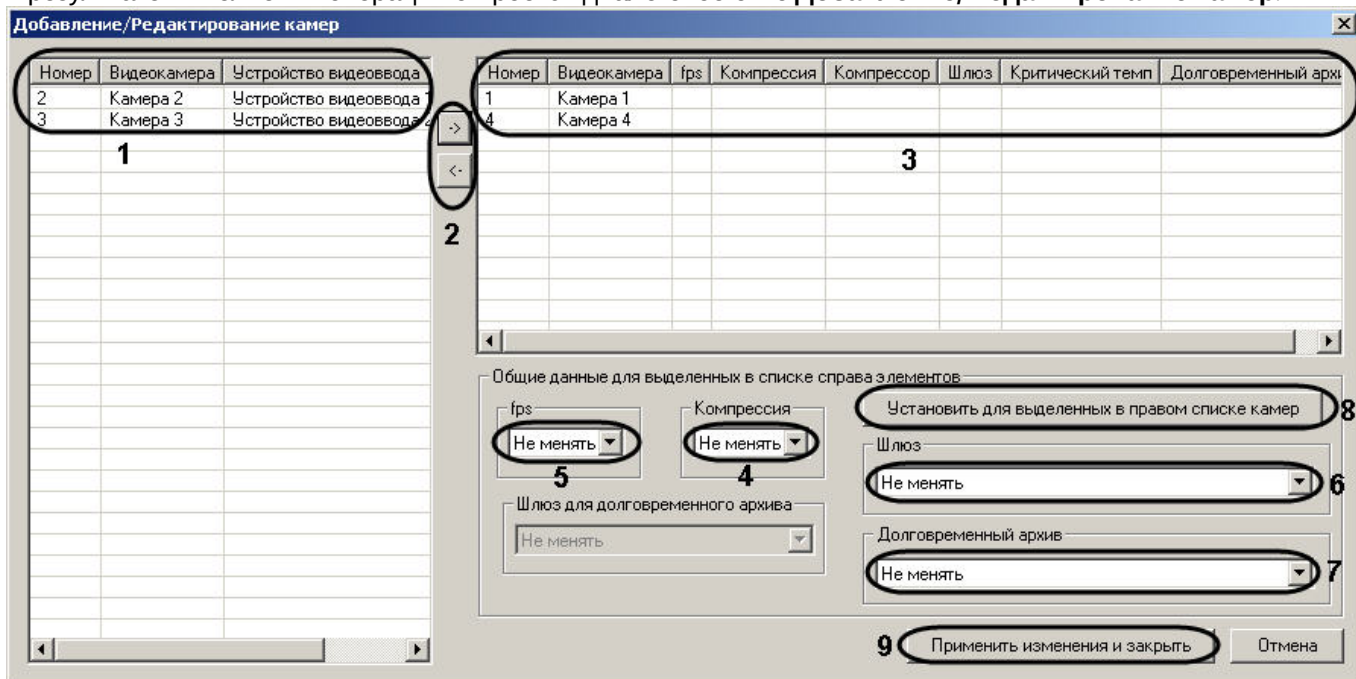 Добавление/Редактирование камер
Номер Видеокамера Устройство видеоввода
2 Камера 2 Устройство видеоввода 1
3 Камера 3 Устройство видеоввода
1
->
<-
2
Номер Видеокамера fps Компрессия Компрессор Шлюз Критический темп Долговременный архи
1 Камера 1
4 Камера 4
3
Общие данные для выделенных в списке справа элементов
fps
Не менять
5
Компрессия
Не менять
4
Установить для выделенных в правом списке камер
8
Шлюз
Не менять
6
Шлюз для долговременного архива
Не менять
Долговременный архив
Не менять
7
9
Применить изменения и закрыть
Отмена